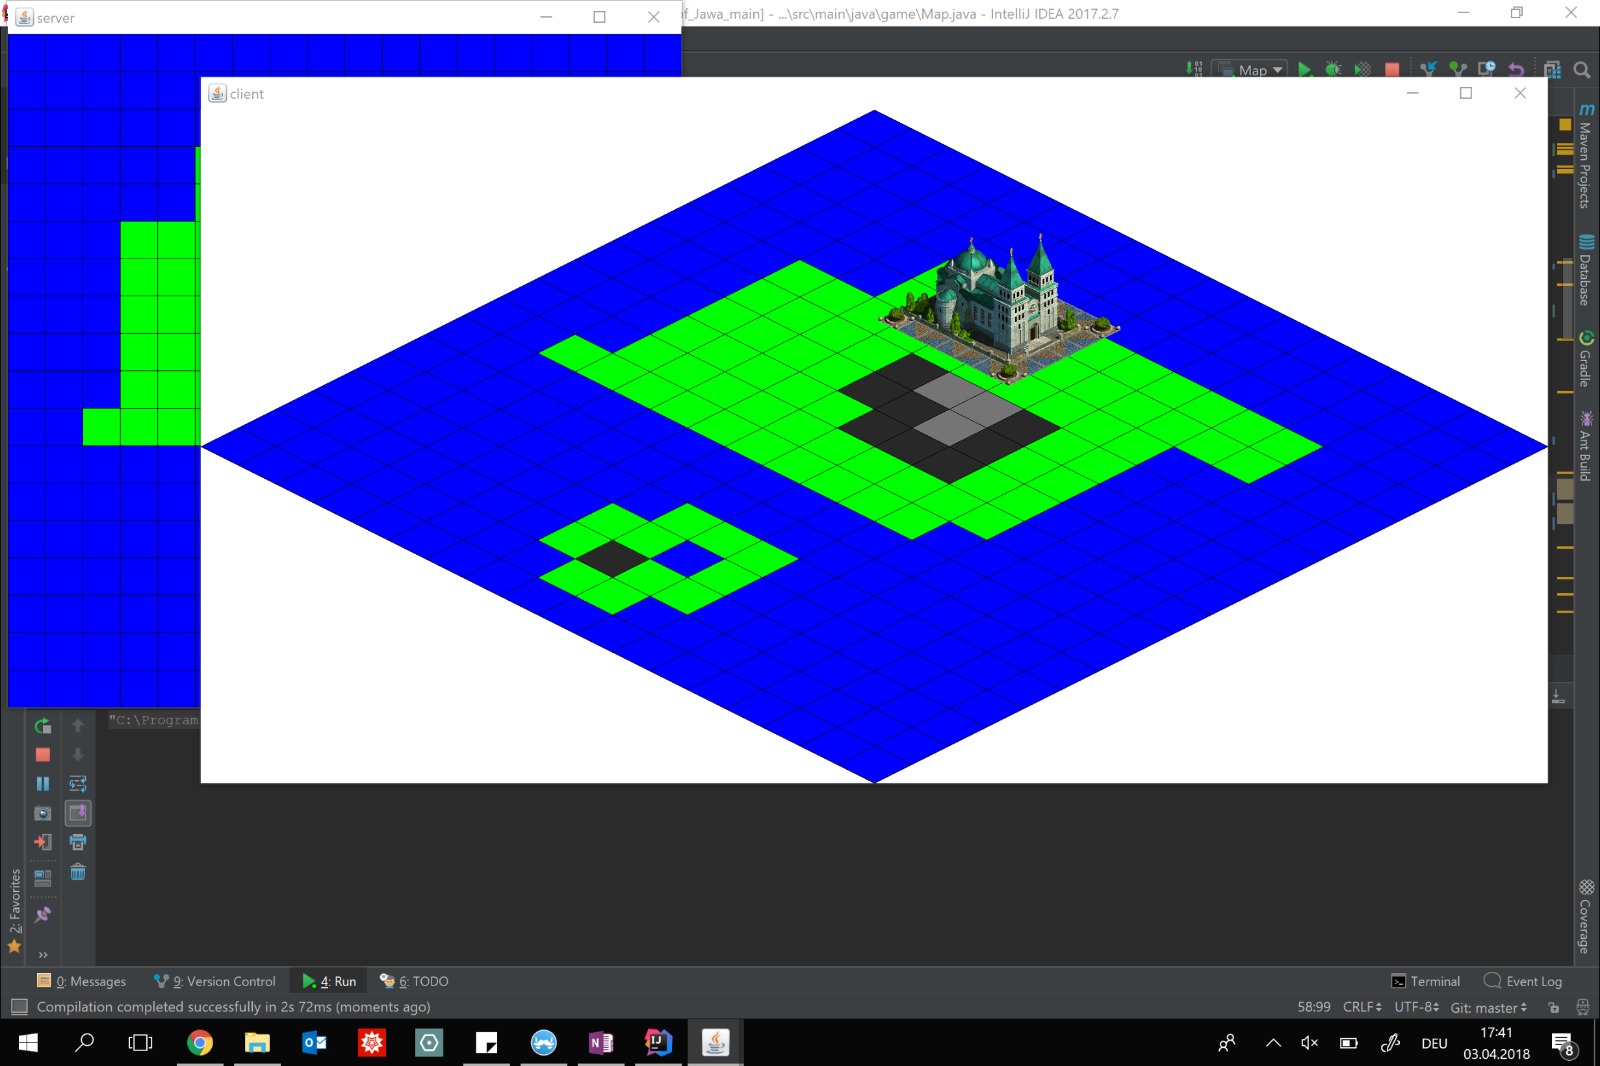 server
f_Jawa_main] - ...\src\main\java\game\Map.java - IntelliJ IDEA 2017.2.7
Map
client
Maven Projects
Database
Gradle
Ant Build
Coverage
"C:\Program
2: Favorites
0: Messages
9: Version Control
4: Run
6: TODO
Terminal
Event Log
Compilation completed successfully in 2s 72ms (moments ago)
58:99
CRLF
UTF-8
Git: master
DEU
17:41
03.04.2018
8